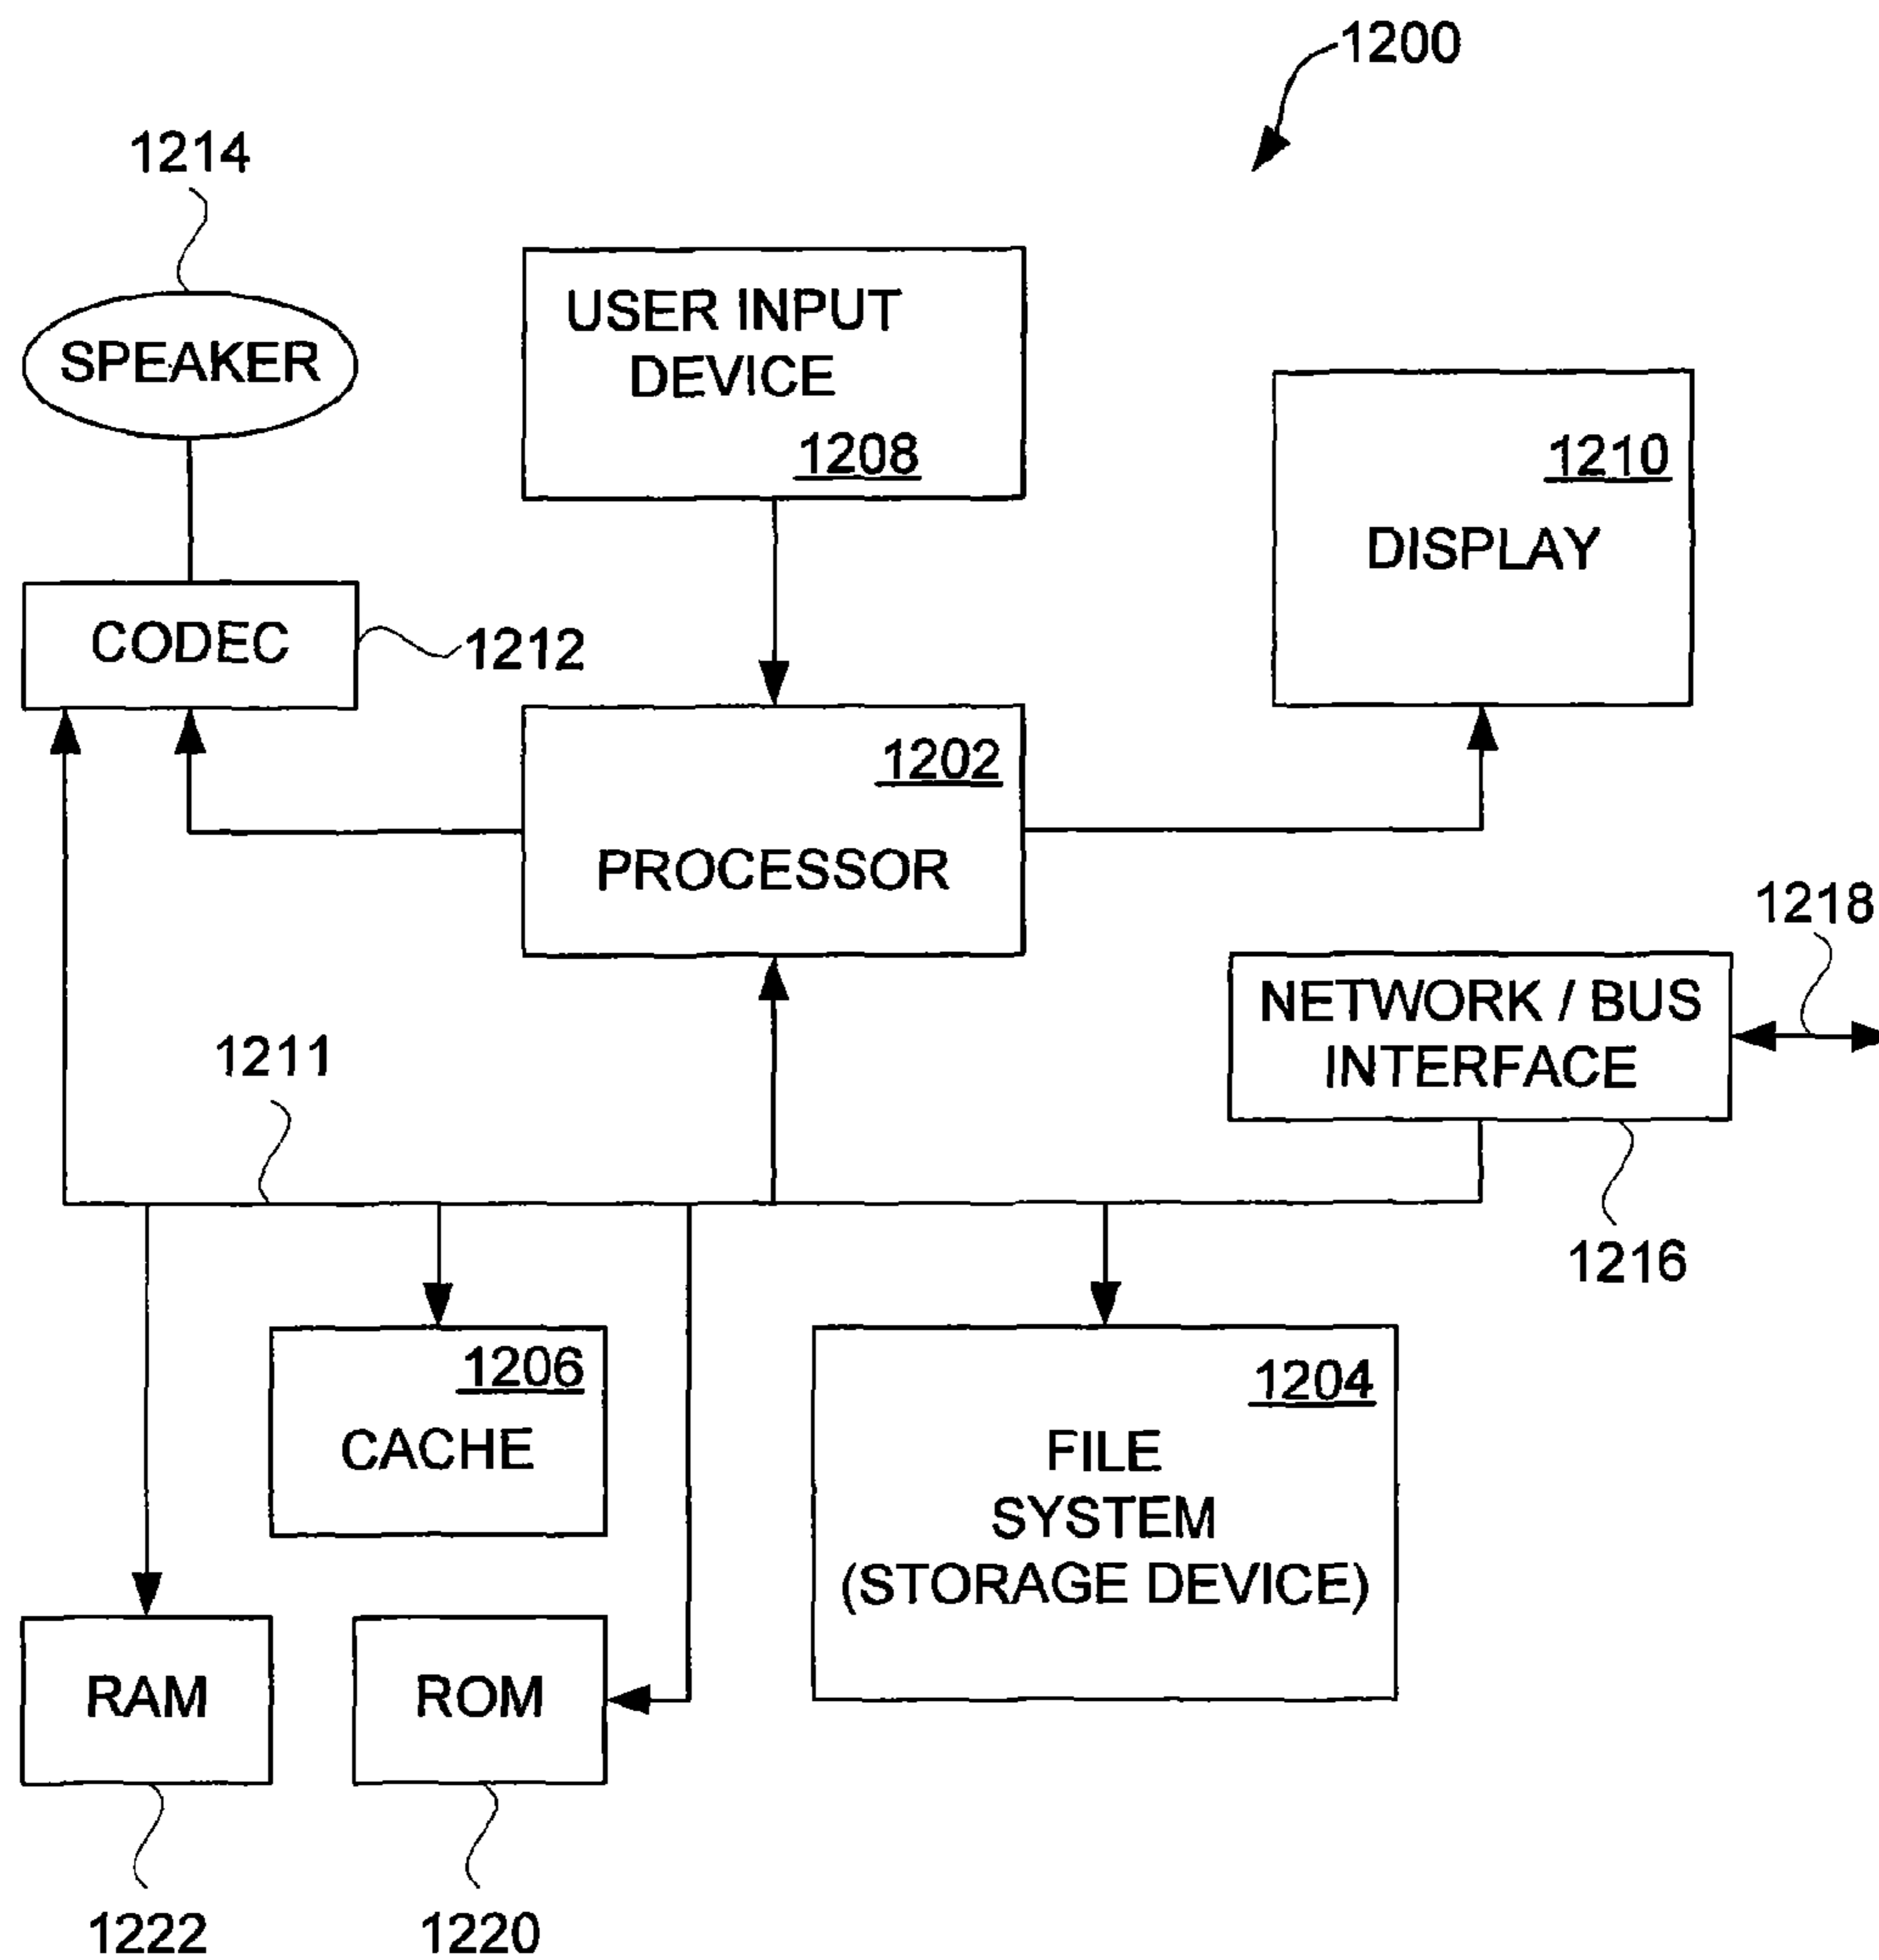 1200
1214
SPEAKER
USER INPUT
DEVICE
1208
1210
DISPLAY
CODEC
1212
1202
PROCESSOR
1218
NETWORK / BUS
INTERFACE
1211
1216
1206
CACHE
1204
FILE
SYSTEM
(STORAGE DEVICE)
RAM
ROM
1222
1220